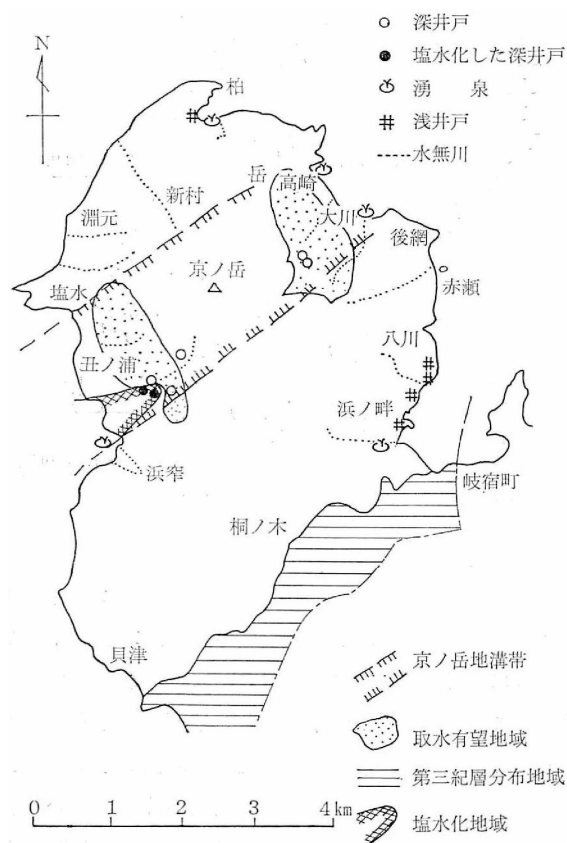 深井戸
塩水化した深井戸
湧　泉
浅井戸
水無川
N
柏
岳
高崎
新村
大川
淵元
後網
京ノ岳
赤瀬
塩水
八川
丑ノ浦
浜ノ畔
浜窄
岐宿町
桐ノ木
貝津
京ノ岳地溝帯
取水有望地域
第三紀層分布地域
塩水化地域
0 1 2 3 4km